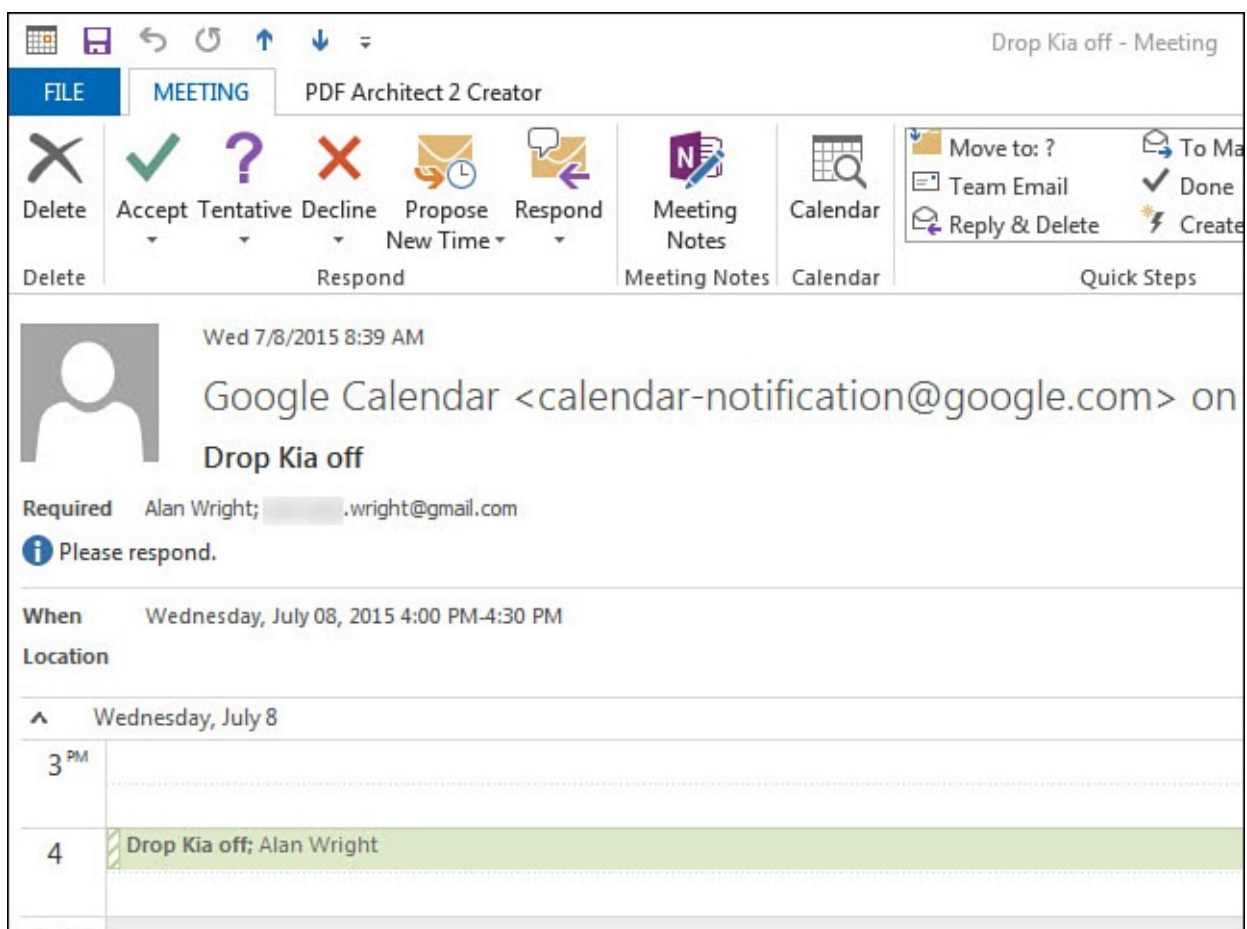 Drop Kia off - Meeting
FILE MEETING PDF Architect 2 Creator
Delete Accept Tentative Decline Propose New Time Respond Meeting Notes Calendar
Move to: ? To Ma
Team Email Done
Reply & Delete Create
Delete Respond Meeting Notes Calendar Quick Steps
Wed 7/8/2015 8:39 AM
Google Calendar <calendar-notification@google.com> on
Drop Kia off
Required Alan Wright; .wright@gmail.com
Please respond.
When Wednesday, July 08, 2015 4:00 PM-4:30 PM
Location
Wednesday, July 8
3 PM
4 Drop Kia off; Alan Wright